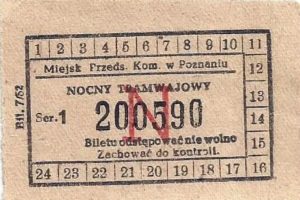 1 2 3 4 5 6 7 8 9 10 11
Miejsk Przeds. Kom. w Poznaniu
12
NOCNY TRAMWAJOWY
13
N
Ser. 1 200590
14
Biletu odstępować nie wolno
15
Zachować do kontroli.
24 23 22 21 20 19 18 17 16
Bił. 7/62